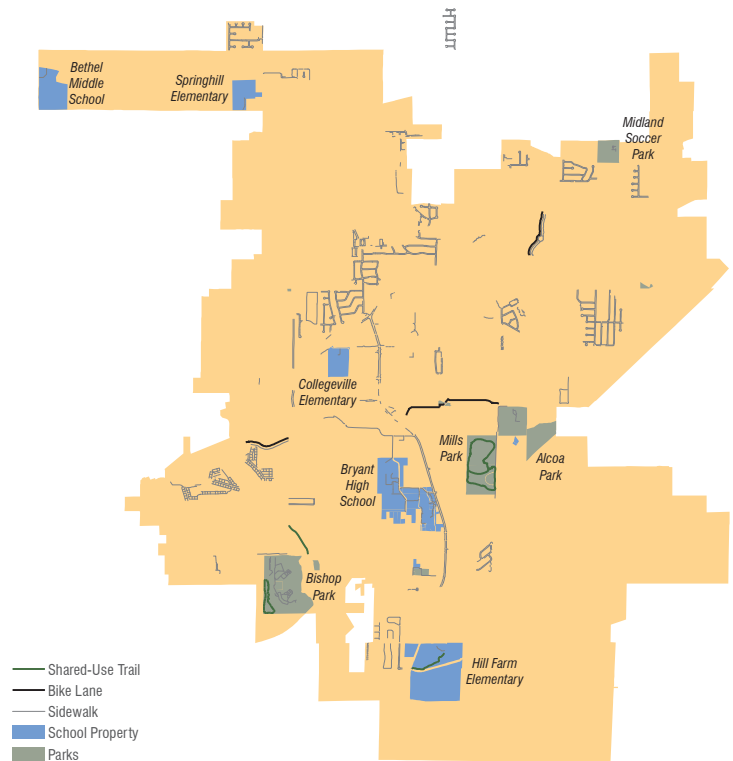 Bethel
Middle
School
Springhill
Elementary
Midland
Soccer
Park
Collegeville
Elementary
Mills
Park
Alcoa
Park
Bryant
High
School
Bishop
Park
Hill Farm
Elementary
Shared-Use Trail
Bike Lane
Sidewalk
School Property
Parks